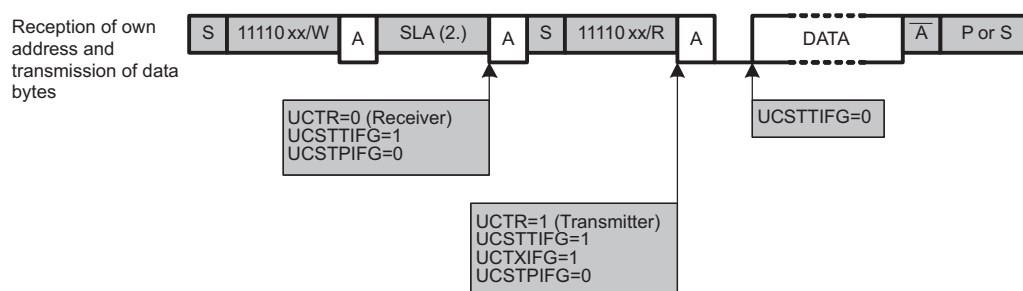 Reception of own
address and
transmission of data
bytes
S 11110 xx/W A SLA (2.) A S 11110 xx/R A DATA A̅ P or S
UCTR=0 (Receiver)
UCSTTIFG=1
UCSTPIFG=0
UCSTTIFG=0
UCTR=1 (Transmitter)
UCSTTIFG=1
UCTXIFG=1
UCSTPIFG=0